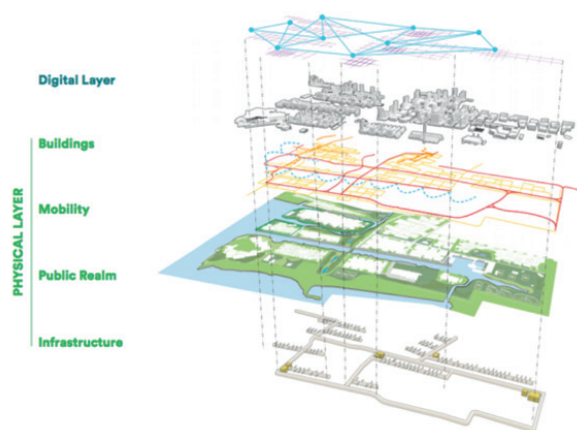 Digital Layer
Buildings
Mobility
Public Realm
Infrastructure
PHYSICAL LAYER